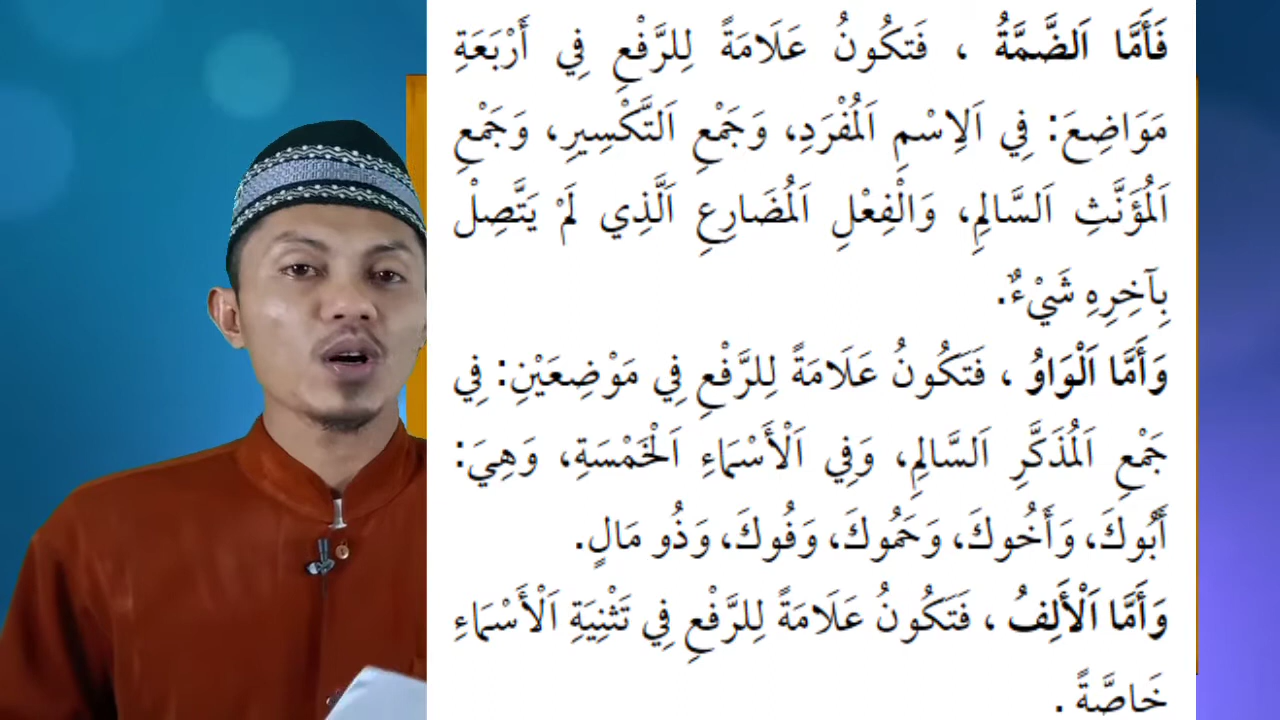 فَأَمَّا اَلضَّمَّةُ ، فَتَكُونُ عَلَامَةً لِلرَّفْعِ فِي أَرْبَعَةِ
مَوَاضِعَ: فِي اَلِاسْمِ اَلْمُفْرَدِ، وَجَمْعِ اَلتَّكْسِيرِ، وَجَمْعِ
اَلْمُؤَنَّثِ اَلسَّالِمِ، وَالْفِعْلِ اَلْمُضَارِعِ اَلَّذِي لَمْ يَتَّصِلْ
بِآخِرِهِ شَيْءٌ.
وَأَمَّا اَلْوَاوُ ، فَتَكُونُ عَلَامَةً لِلرَّفْعِ فِي مَوْضِعَيْنِ: فِي
جَمْعِ اَلْمُذَكَّرِ اَلسَّالِمِ، وَفِي اَلْأَسْمَاءِ اَلْخَمْسَةِ، وَهِيَ:
أَبُوكَ، وَأَخُوكَ، وَحَمُوكَ، وَفُوكَ، وَذُو مَالٍ.
وَأَمَّا اَلْأَلِفُ ، فَتَكُونُ عَلَامَةً لِلرَّفْعِ فِي تَثْنِيَةِ اَلْأَسْمَاءِ
خَاصَّةً .